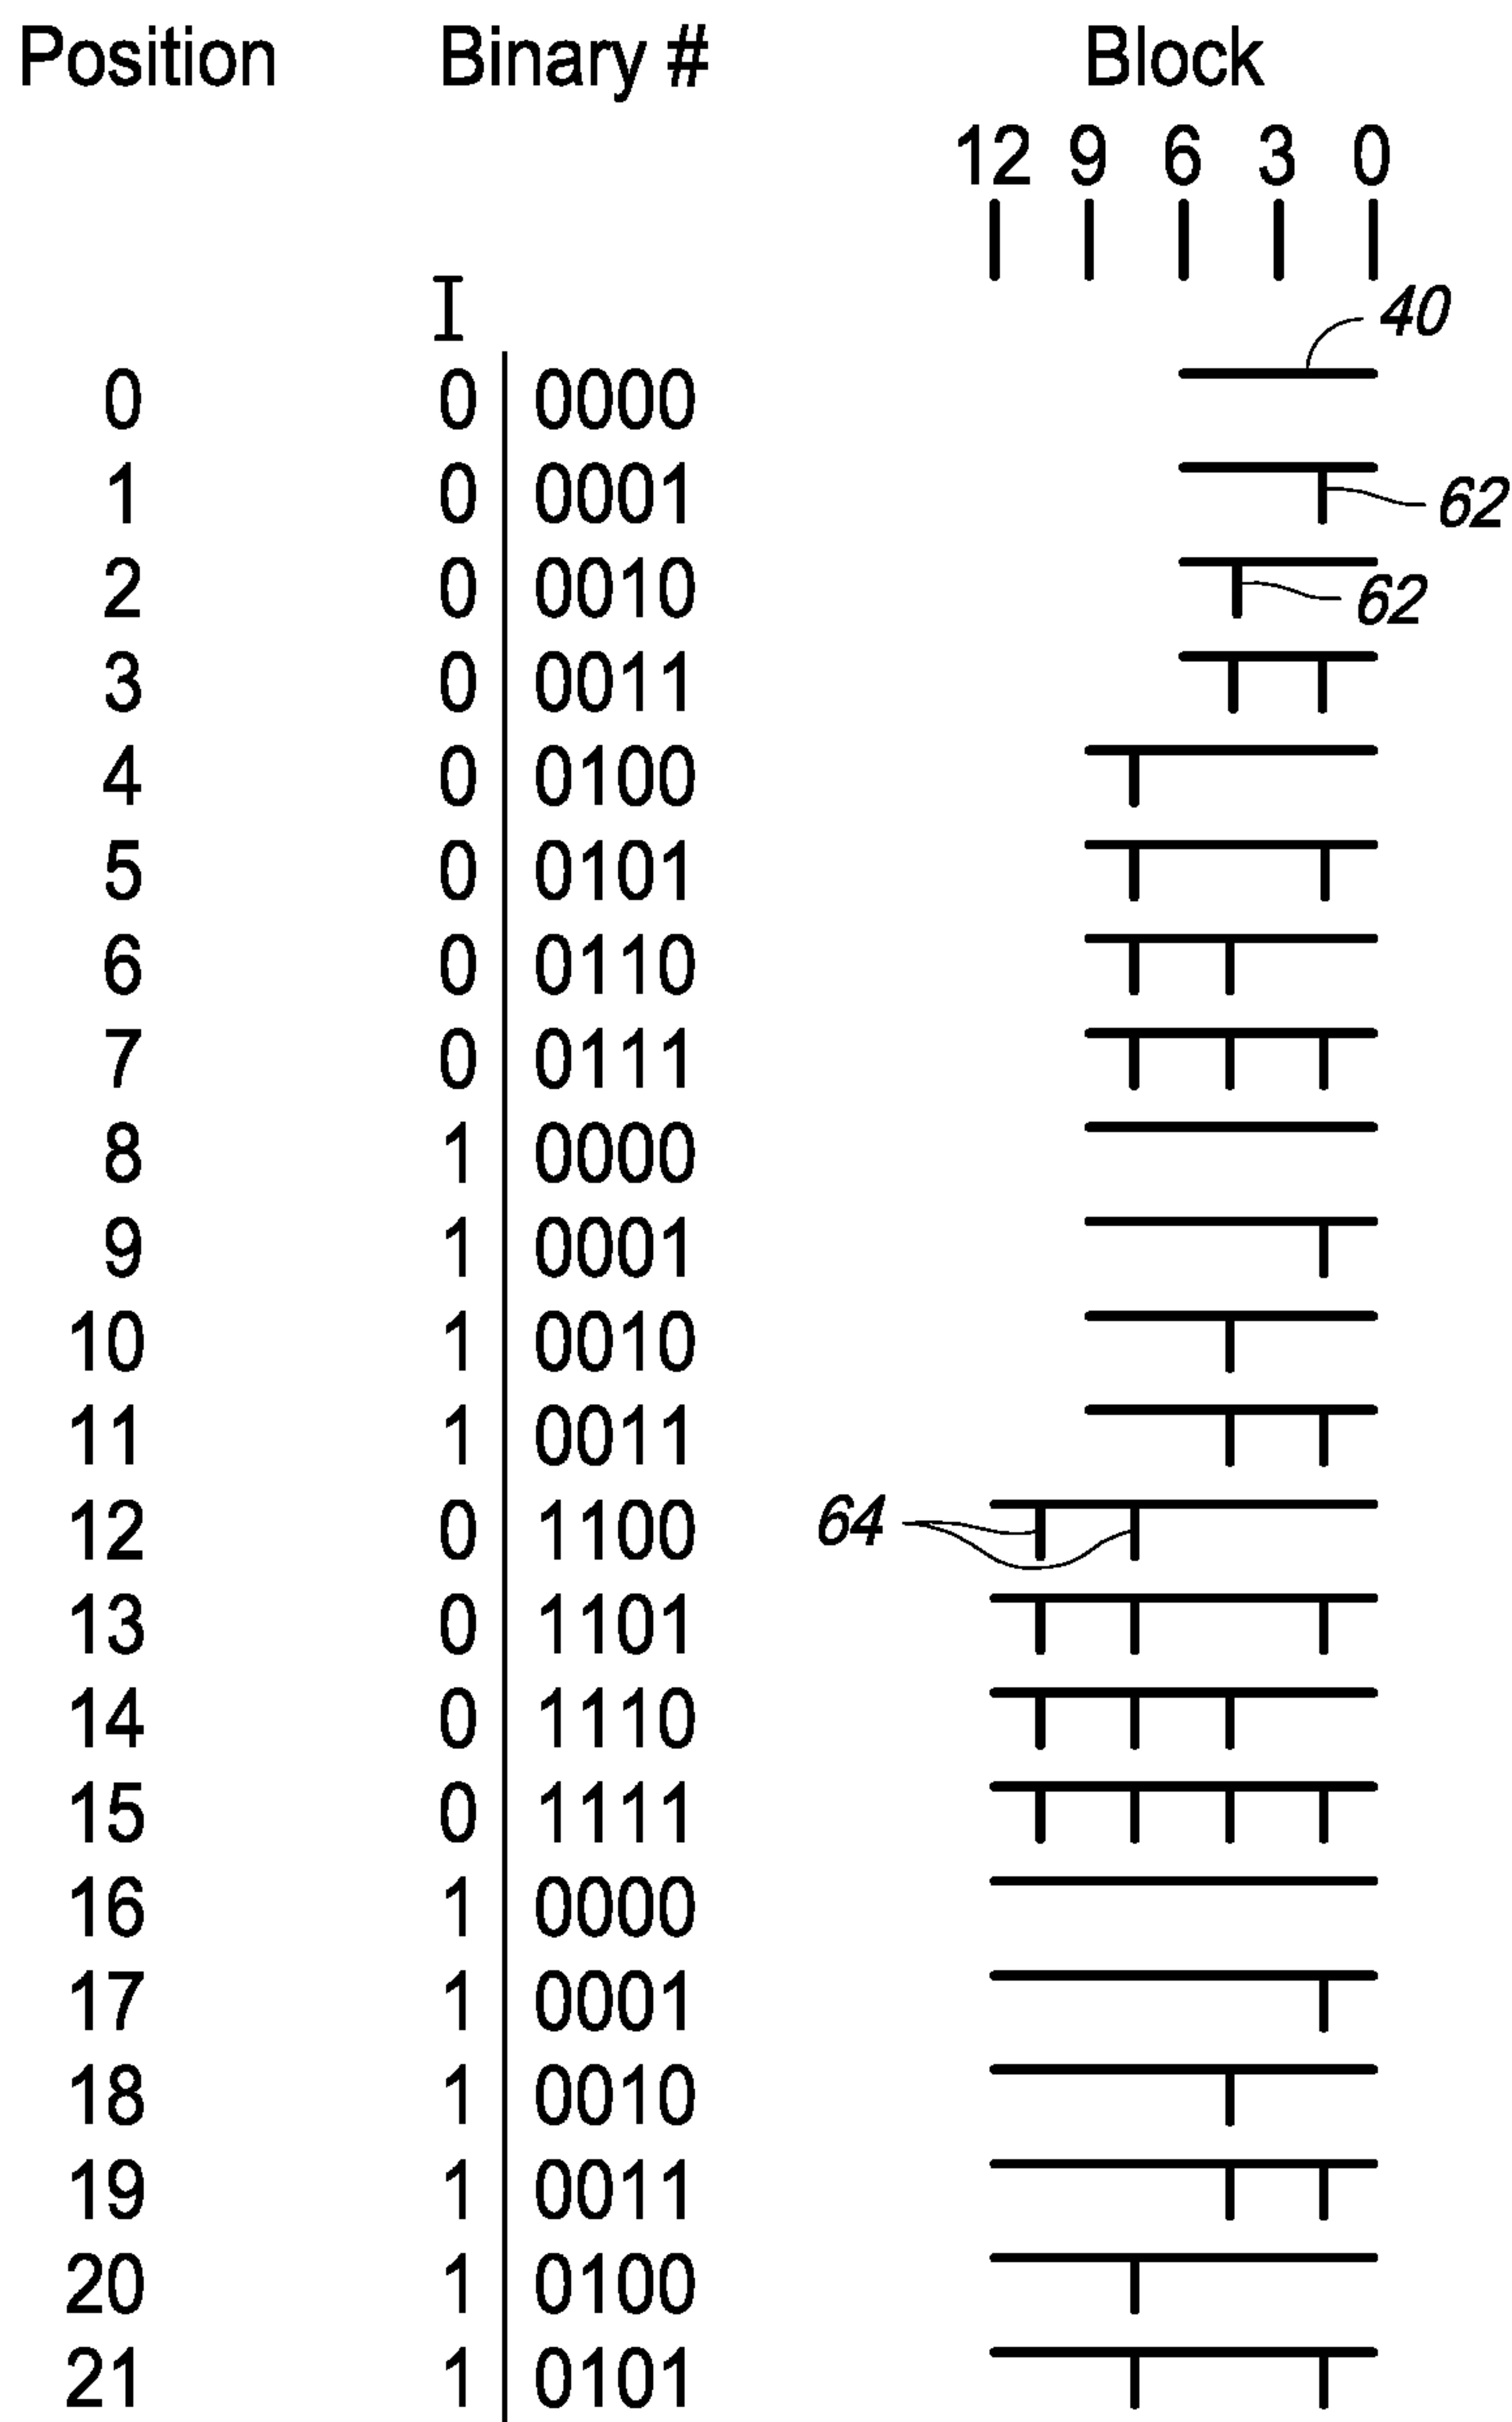 Position Binary # Block
12 9 6 3 0
I
40
0 0 0000
1 0 0001 62
2 0 0010 62
3 0 0011
4 0 0100
5 0 0101
6 0 0110
7 0 0111
8 1 0000
9 1 0001
10 1 0010
11 1 0011
12 0 1100 64
13 0 1101
14 0 1110
15 0 1111
16 1 0000
17 1 0001
18 1 0010
19 1 0011
20 1 0100
21 1 0101